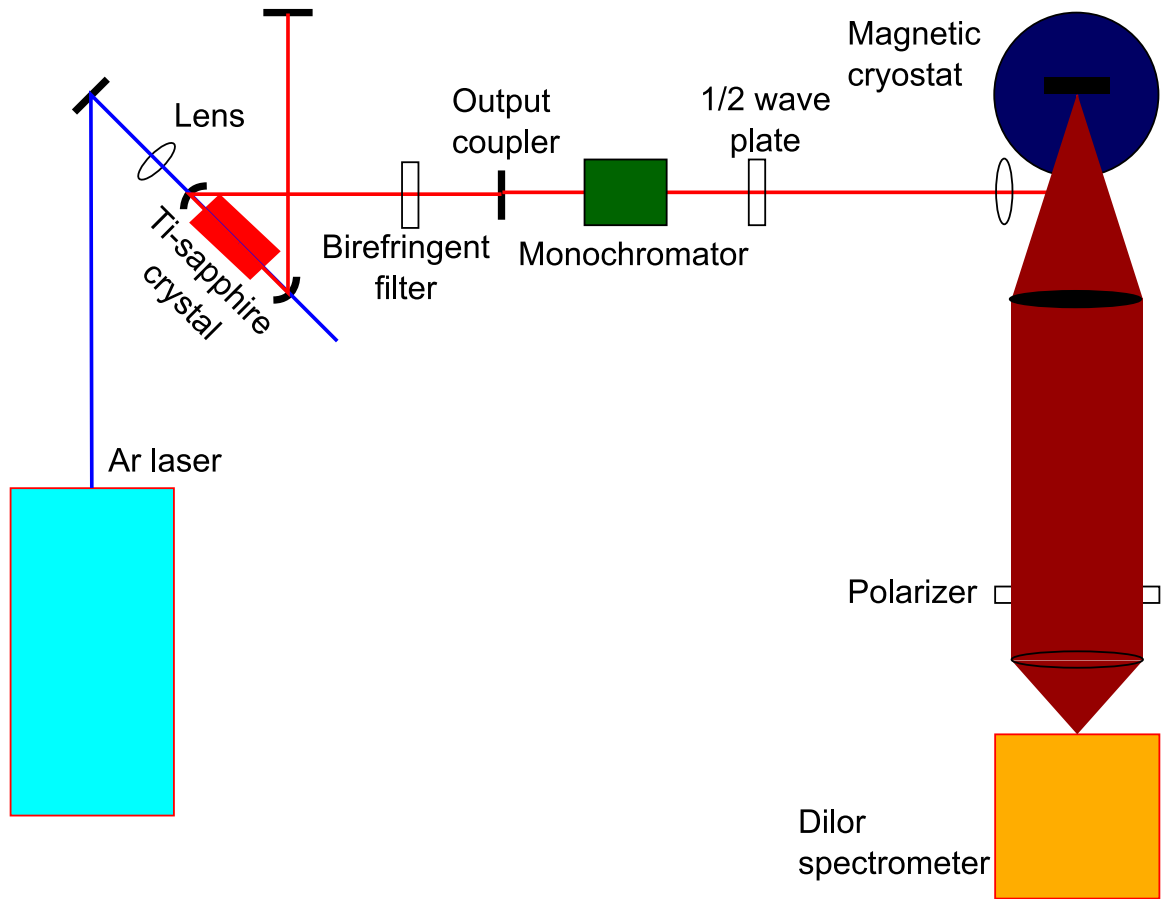 Magnetic
cryostat
Lens
Output
coupler
1/2 wave
plate
Ti-sapphire
crystal
Birefringent
filter
Monochromator
Ar laser
Polarizer
Dilor
spectrometer